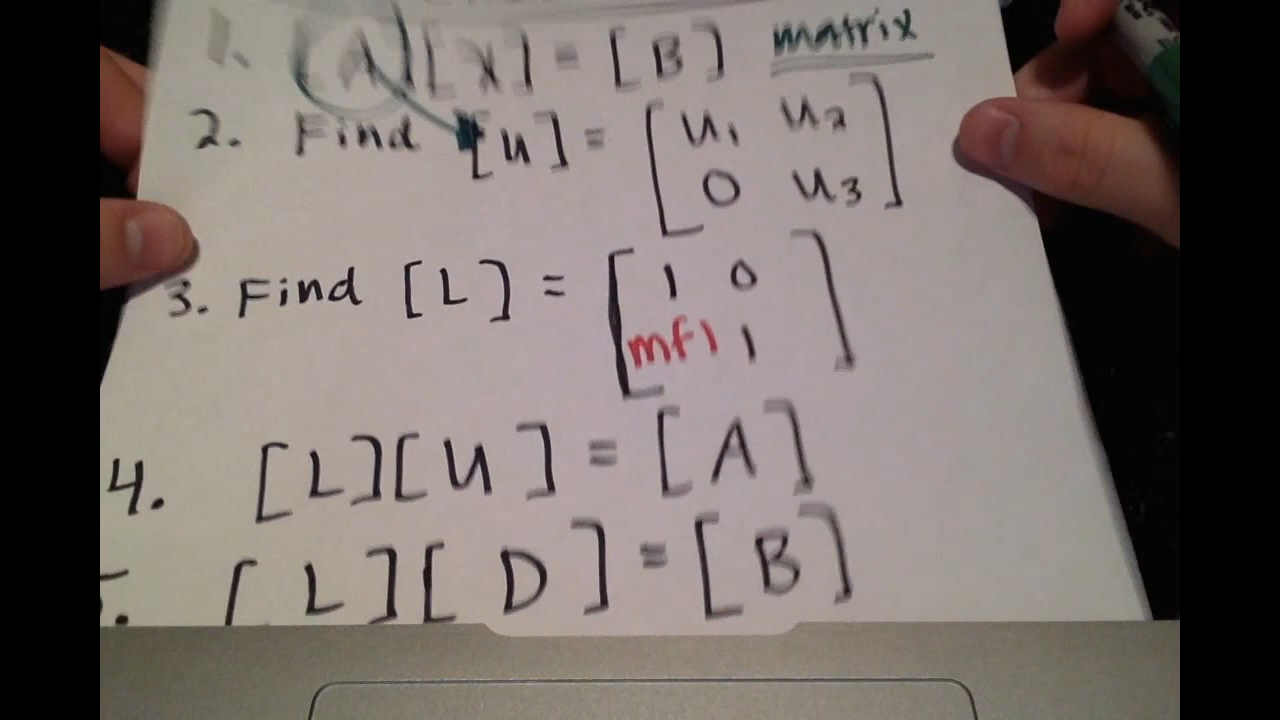 1. [A][X] = [B] matrix
2. Find [u] = [u1 u2
0 u3]
3. Find [L] = [1 0
mf1 1]
4. [L][u] = [A]
[L][D] = [B]